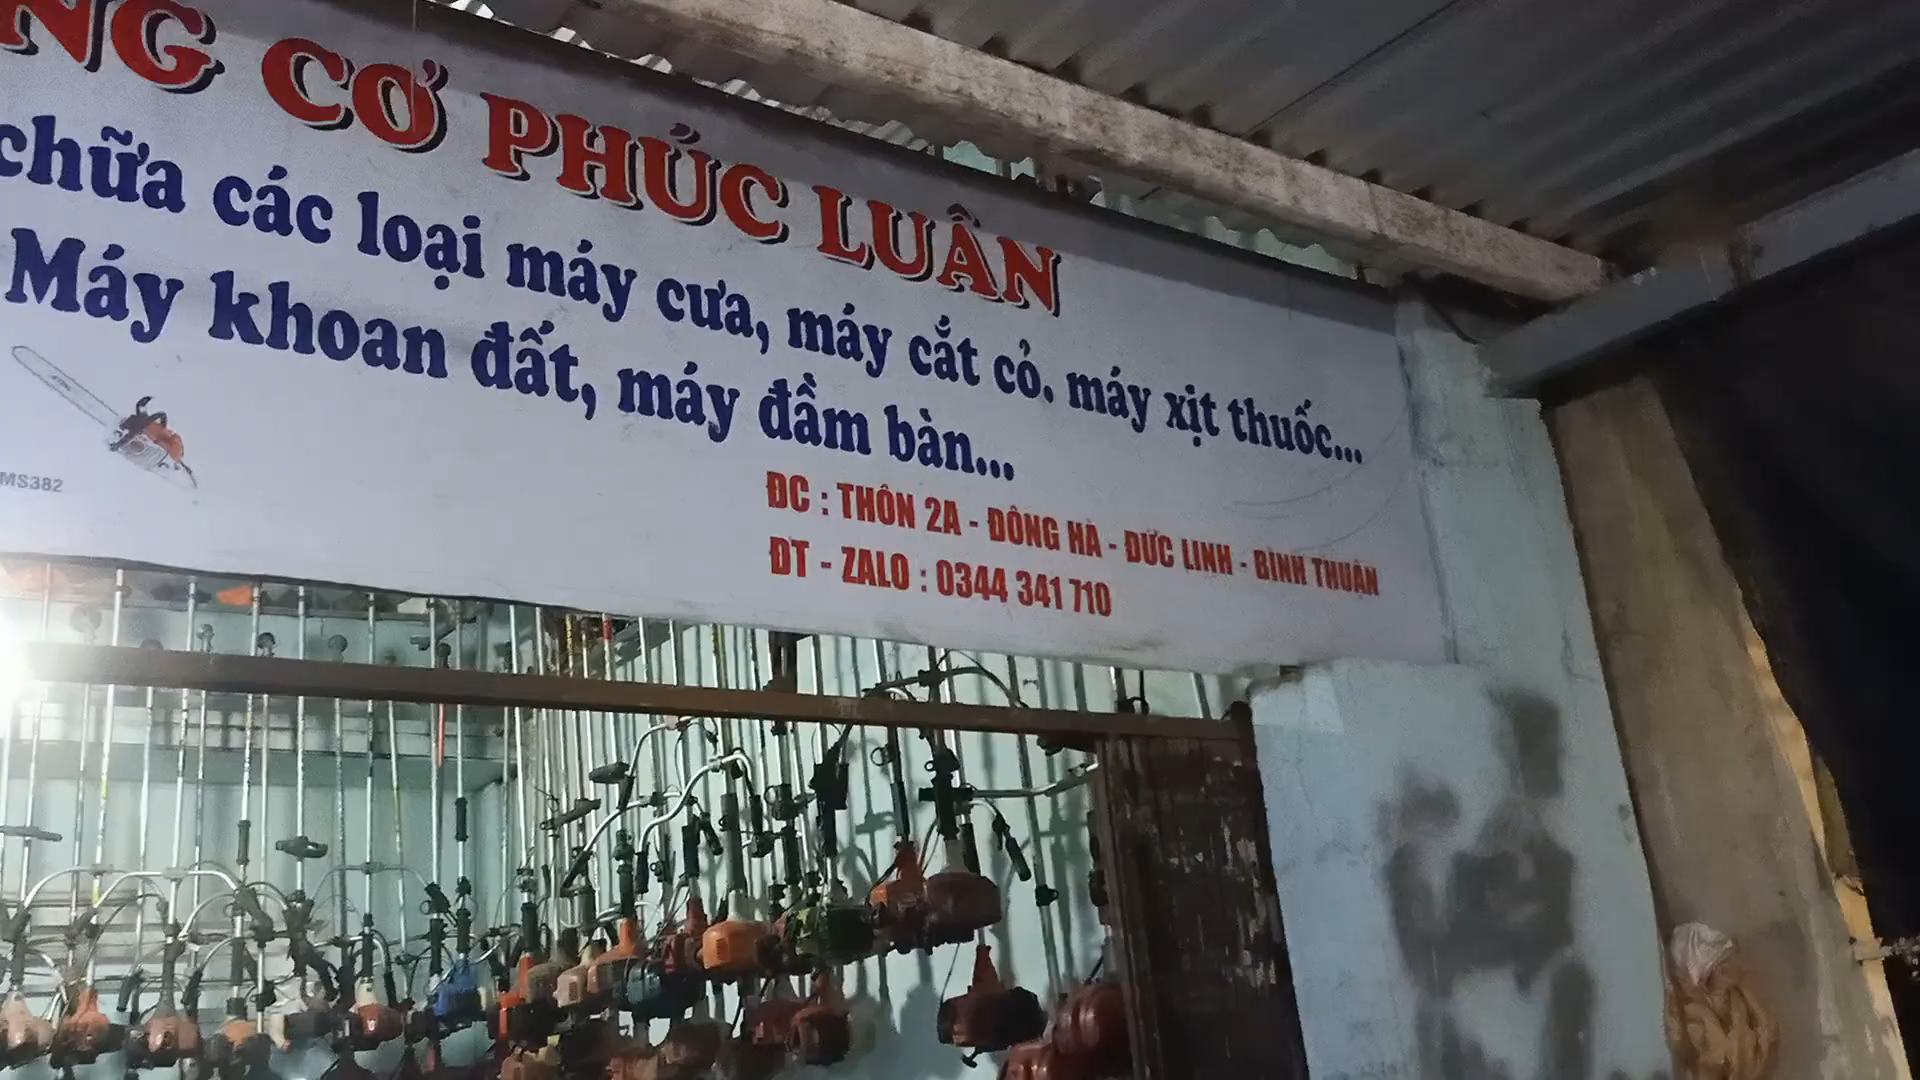 NG CƠ PHÚC LUÂN
chữa các loại máy cưa, máy cắt cỏ, máy xịt thuốc...
Máy khoan đất, máy đầm bàn...
MS382
ĐC : THÔN 2A - ĐÔNG HÀ - ĐỨC LINH - BÌNH THUẬN
ĐT - ZALO : 0344 341 710